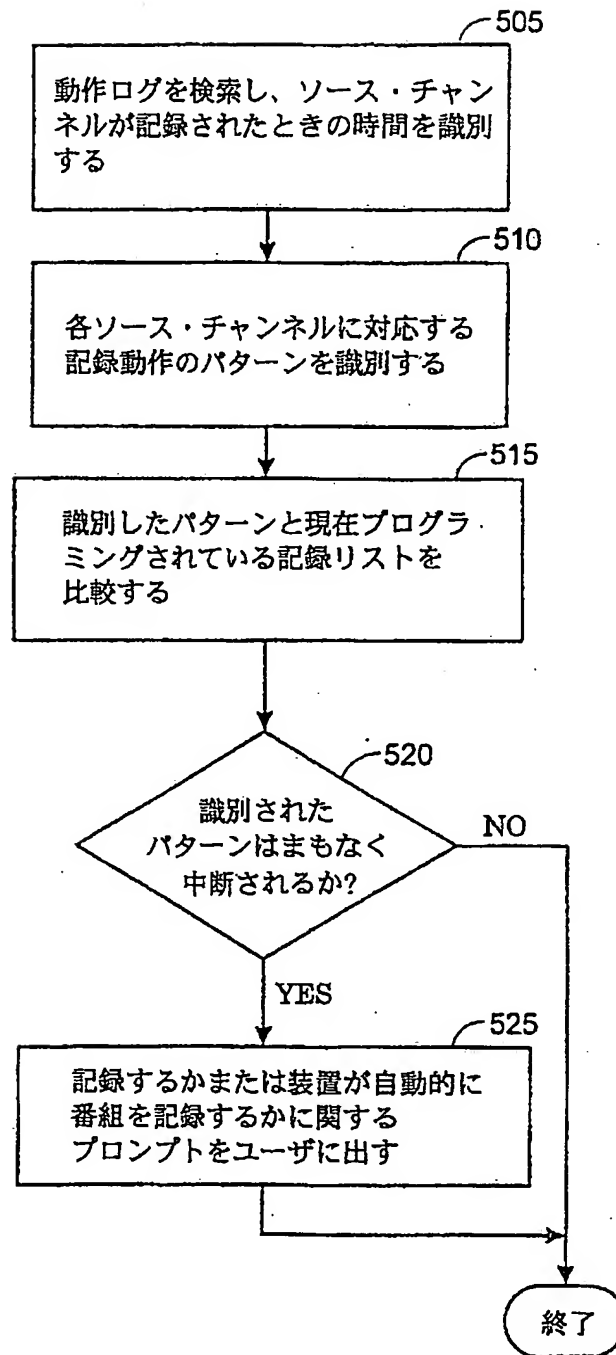 505
動作ログを検索し、ソース・チャン
ネルが記録されたときの時間を識別
する
510
各ソース・チャンネルに対応する
記録動作のパターンを識別する
515
識別したパターンと現在プログラ
ミングされている記録リストを
比較する
520
識別された
パターンはまもなく
中断されるか?
NO
YES
525
記録するかまたは装置が自動的に
番組を記録するかに関する
プロンプトをユーザに出す
終了